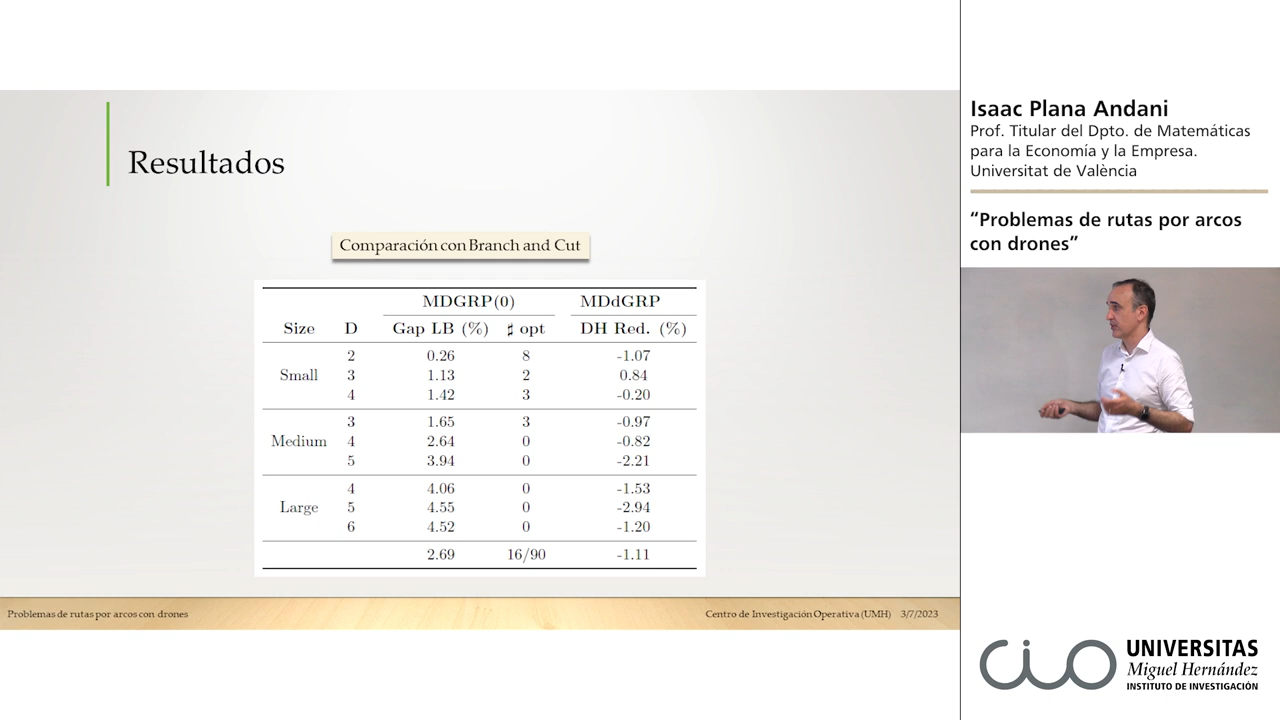 Resultados
Comparación con Branch and Cut
MDGRP(0) MDdGRP
Size D Gap LB (%) ♯ opt DH Red. (%)
2 0.26 8 -1.07
Small 3 1.13 2 0.84
4 1.42 3 -0.20
3 1.65 3 -0.97
Medium 4 2.64 0 -0.82
5 3.94 0 -2.21
4 4.06 0 -1.53
Large 5 4.55 0 -2.94
6 4.52 0 -1.20
2.69 16/90 -1.11
Problemas de rutas por arcos con drones
Centro de Investigación Operativa (UMH) 3/7/2023
Isaac Plana Andani
Prof. Titular del Dpto. de Matemáticas
para la Economía y la Empresa.
Universitat de València
“Problemas de rutas por arcos
con drones”
cio
UNIVERSITAS
Miguel Hernández
INSTITUTO DE INVESTIGACIÓN